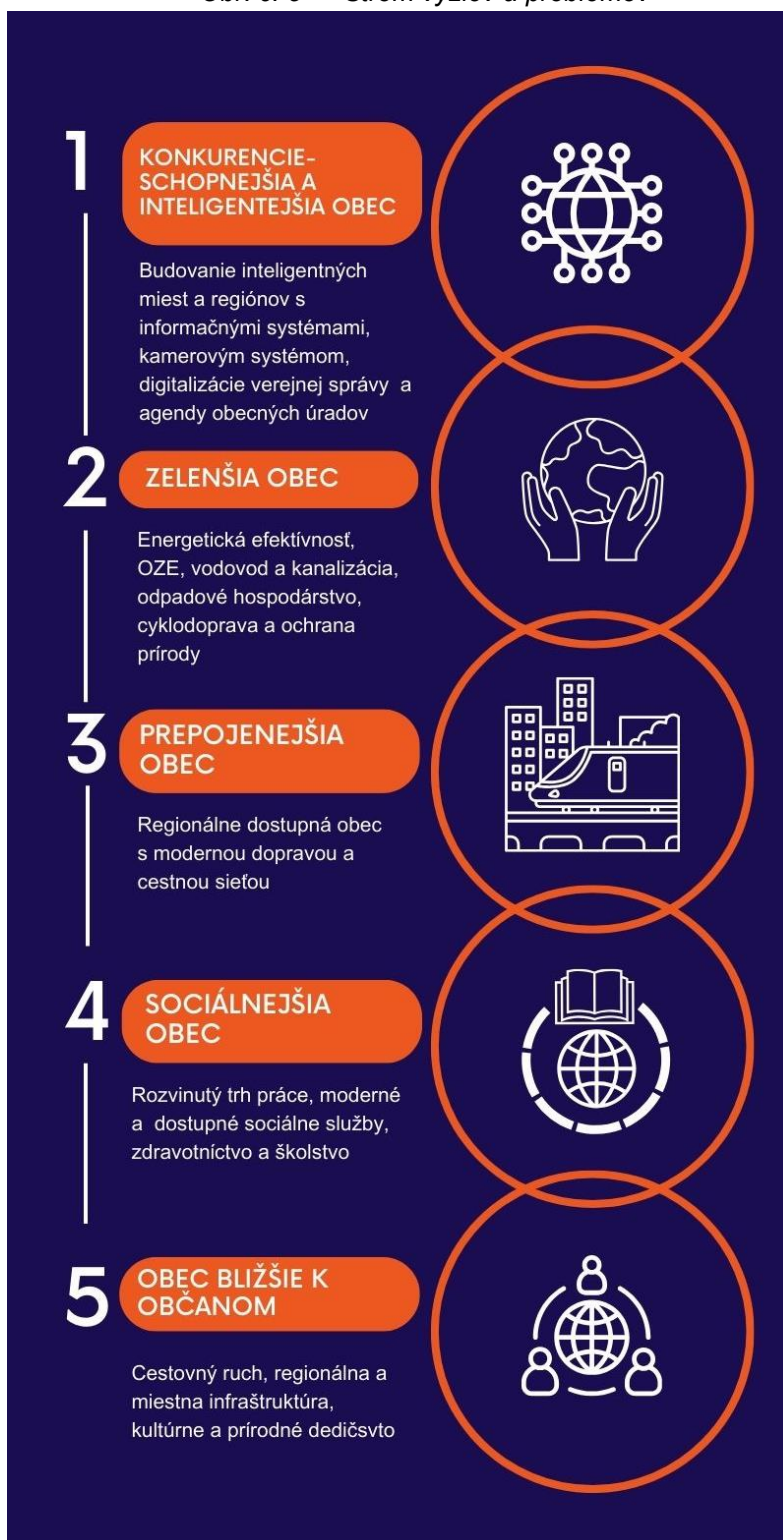 1
KONKURENCIE-
SCHOPNEJŠIA A
INTELIGENTEJŠIA OBEC
Budovanie inteligentných
miest a regiónov s
informačnými systémami,
kamerovým systémom,
digitalizácie verejnej správy a
agendy obecných úradov
2
ZELENŠIA OBEC
Energetická efektívnosť,
OZE, vodovod a kanalizácia,
odpadové hospodárstvo,
cyklodoprava a ochrana
prírody
3
PREPOJENEJŠIA
OBEC
Regionálne dostupná obec
s modernou dopravou a
cestnou sieťou
4
SOCIÁLNEJŠIA
OBEC
Rozvinutý trh práce, moderné
a dostupné sociálne služby,
zdravotníctvo a školstvo
5
OBEC BLIŽŠIE K
OBČANOM
Cestovný ruch, regionálna a
miestna infraštruktúra,
kultúrne a prírodné dedičsvto